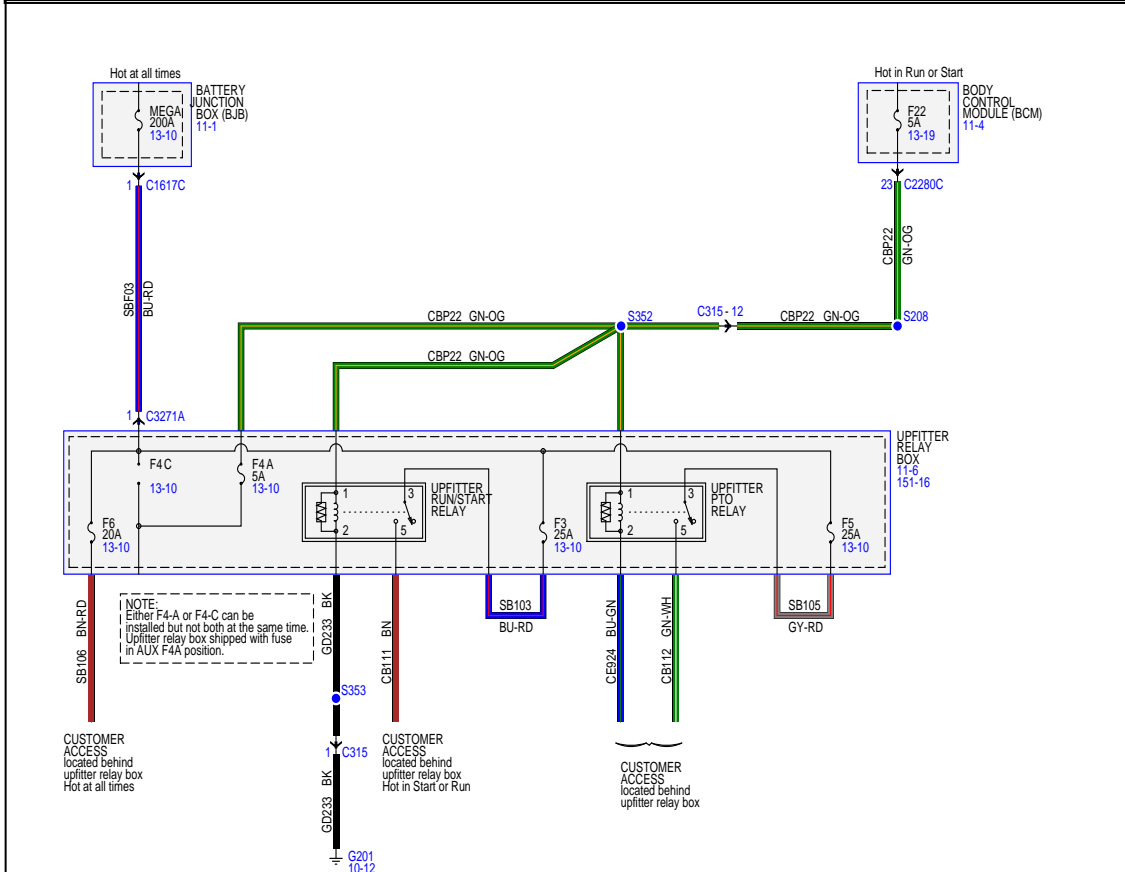 Hot at all times
BATTERY
JUNCTION
BOX (BJB)
11-1
MEGA
200A
13-10
1
C1617C
SBF03
BU-RD
1
C3271A
Hot in Run or Start
BODY
CONTROL
MODULE (BCM)
11-4
F22
5A
13-19
23
C2280C
CBP22
GN-OG
S208
CBP22 GN-OG
C315 - 12
S352
CBP22 GN-OG
CBP22 GN-OG
UPFITTER
RELAY
BOX
11-6
151-16
F4 C
13-10
F4 A
5A
13-10
F6
20A
13-10
UPFITTER
RUN/START
RELAY
1
2
3
5
F3
25A
13-10
UPFITTER
PTO
RELAY
1
2
3
5
F5
25A
13-10
SB106 BN-RD
NOTE:
Either F4-A or F4-C can be
installed but not both at the same time.
Upfitter relay box shipped with fuse
in AUX F4A position.
GD233 BK
CB111 BN
SB103
BU-RD
CE924 BU-GN
CB112 GN-WH
SB105
GY-RD
S353
1
C315
GD233 BK
G201
10-12
CUSTOMER
ACCESS
located behind
upfitter relay box
Hot at all times
CUSTOMER
ACCESS
located behind
upfitter relay box
Hot in Start or Run
CUSTOMER
ACCESS
located behind
upfitter relay box